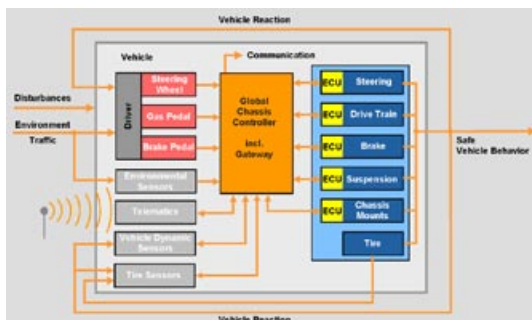 Vehicle Reaction
Vehicle
Communication
Steering
Wheel
Gas Pedal
Brake Pedal
Driver
Global
Chassis
Controller
incl.
Gateway
ECU
Steering
ECU
Drive Train
ECU
Brake
ECU
Suspension
ECU
Chassis
Mounts
Tire
Disturbances
Environment
Traffic
Safe
Vehicle Behavior
Environmental
Sensors
Telematics
Vehicle Dynamic
Sensors
Tire Sensors
Vehicle Reaction